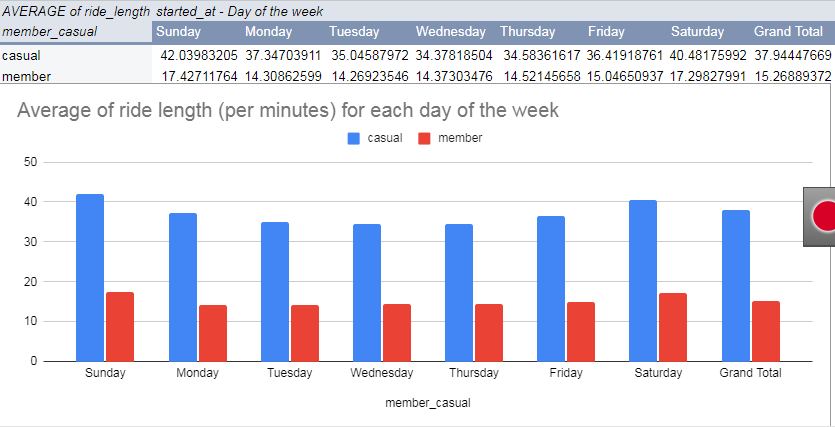 AVERAGE of ride_length started_at - Day of the week
member_casual Sunday Monday Tuesday Wednesday Thursday Friday Saturday Grand Total
casual 42.03983205 37.34703911 35.04587972 34.37818504 34.58361617 36.41918761 40.48175992 37.94447669
member 17.42711764 14.30862599 14.26923546 14.37303476 14.52145658 15.04650937 17.29827991 15.26889372
Average of ride length (per minutes) for each day of the week
casual member
50
40
30
20
10
0
Sunday Monday Tuesday Wednesday Thursday Friday Saturday Grand Total
member_casual